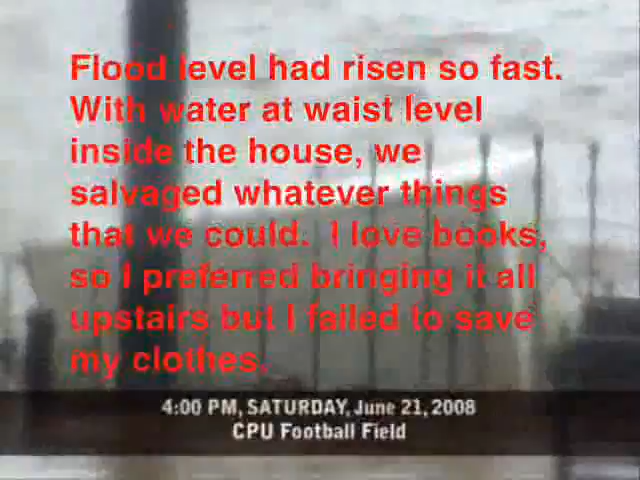 Flood level had risen so fast.
With water at waist level
inside the house, we
salvaged whatever things
that we could. I love books,
so I preferred bringing it all
upstairs but I failed to save
my clothes.
4:00 PM, SATURDAY, June 21, 2008
CPU Football Field